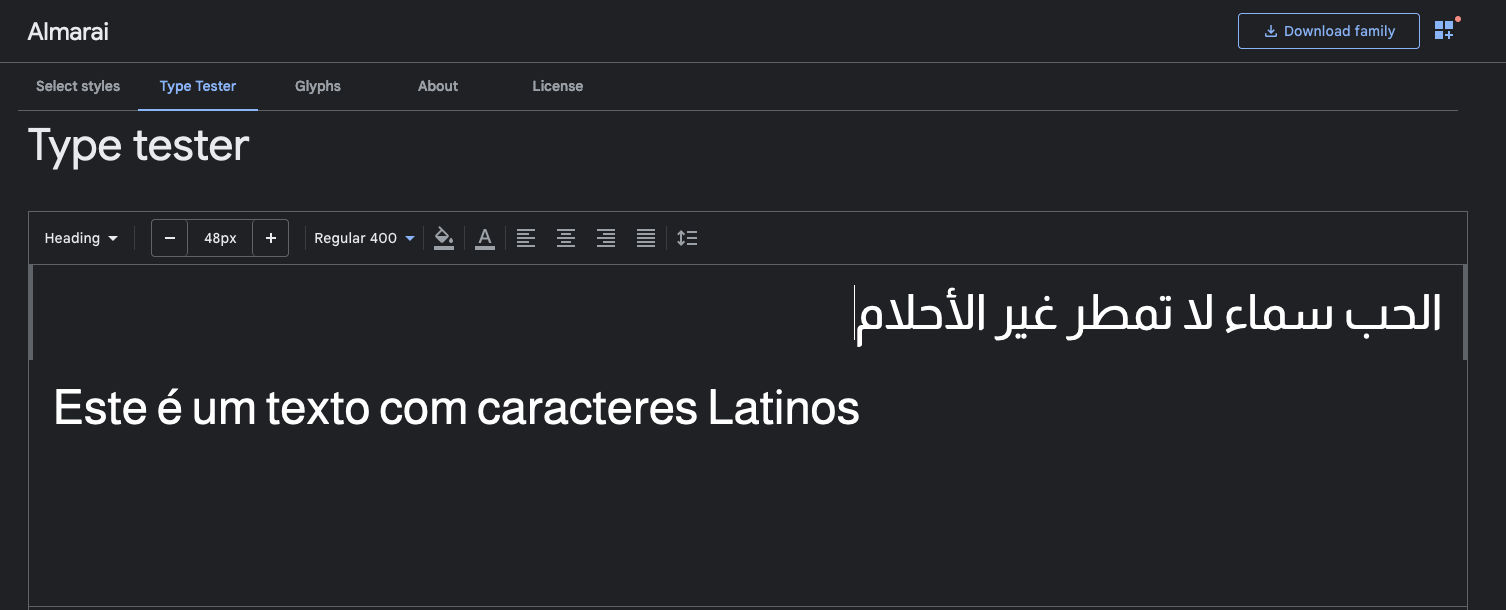 Almarai
Download family
Select styles Type Tester Glyphs About License
Type tester
Heading 48px Regular 400
الحب سماء لا تمطر غير الأحلام
Este é um texto com caracteres Latinos